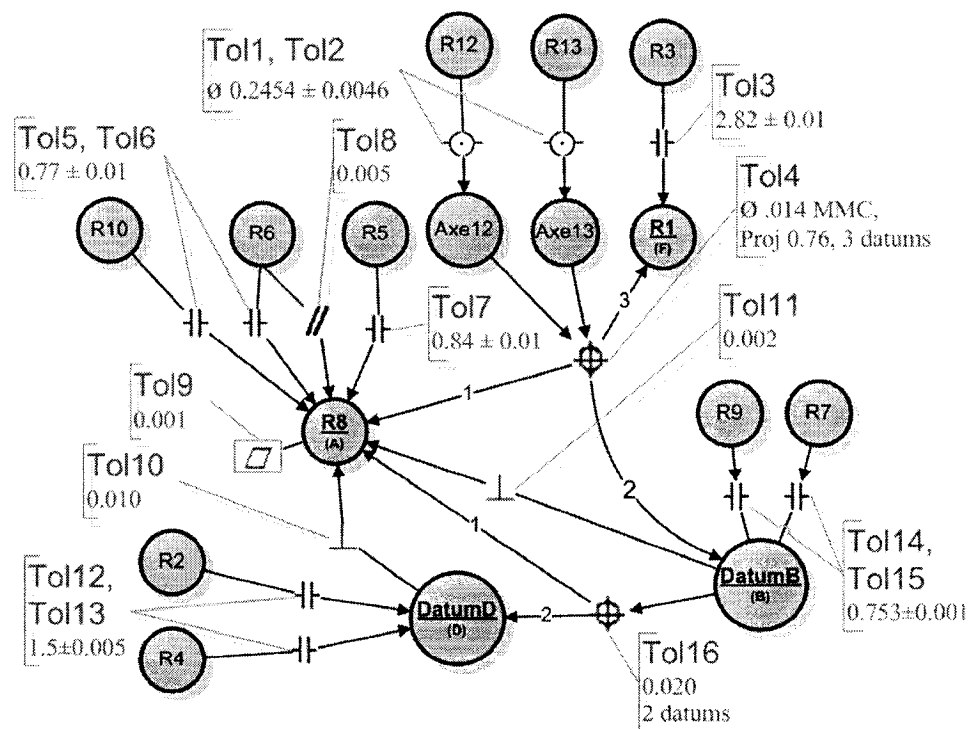 R12
R13
R3
Tol1, Tol2
ø 0.2454 ± 0.0046
Tol3
2.82 ± 0.01
Tol5, Tol6
0.77 ± 0.01
Tol8
0.005
Tol4
Ø .014 MMC,
Proj 0.76, 3 datums
R10
R6
R5
Axe12
Axe13
R1
(F)
3
Tol7
0.84 ± 0.01
Tol11
0.002
Tol9
0.001
1
R8
(A)
R9
R7
Tol10
0.010
2
1
R2
Tol12,
Tol13
1.5±0.005
DatumD
(D)
2
DatumB
(B)
Tol14,
Tol15
0.753±0.001
R4
Tol16
0.020
2 datums